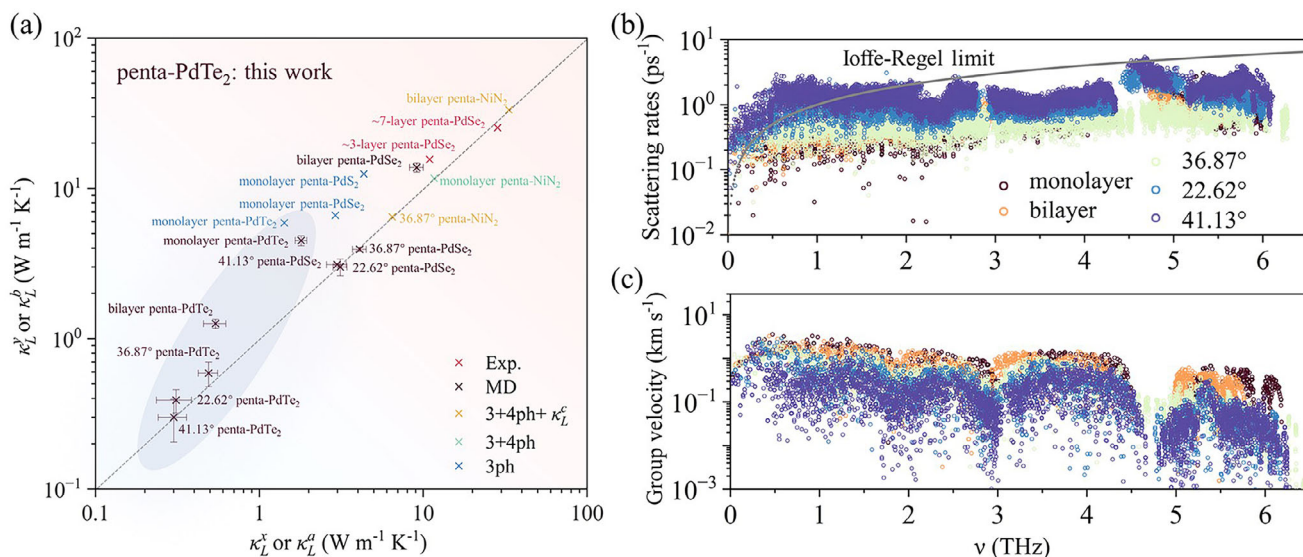 (a)
10²
10¹
10⁰
10⁻¹
κ_L^y or κ_L^b (W m⁻¹ K⁻¹)
penta-PdTe₂: this work
bilayer penta-NiN₂
~7-layer penta-PdSe₂
~3-layer penta-PdSe₂
bilayer penta-PdSe₂
monolayer penta-PdS₂
monolayer penta-NiN₂
monolayer penta-PdSe₂
monolayer penta-PdTe₂
36.87° penta-NiN₂
monolayer penta-PdTe₂
36.87° penta-PdSe₂
41.13° penta-PdSe₂
22.62° penta-PdSe₂
bilayer penta-PdTe₂
36.87° penta-PdTe₂
22.62° penta-PdTe₂
41.13° penta-PdTe₂
Exp.
MD
3+4ph+ κ_L^c
3+4ph
3ph
0.1 1 10 100
κ_L^x or κ_L^a (W m⁻¹ K⁻¹)
(b)
Scattering rates (ps⁻¹)
10¹
10⁰
10⁻¹
10⁻²
Ioffe-Regel limit
monolayer
bilayer
36.87°
22.62°
41.13°
0 1 2 3 4 5 6
(c)
Group velocity (km s⁻¹)
10¹
10⁻¹
10⁻³
0 1 2 3 4 5 6
ν (THz)